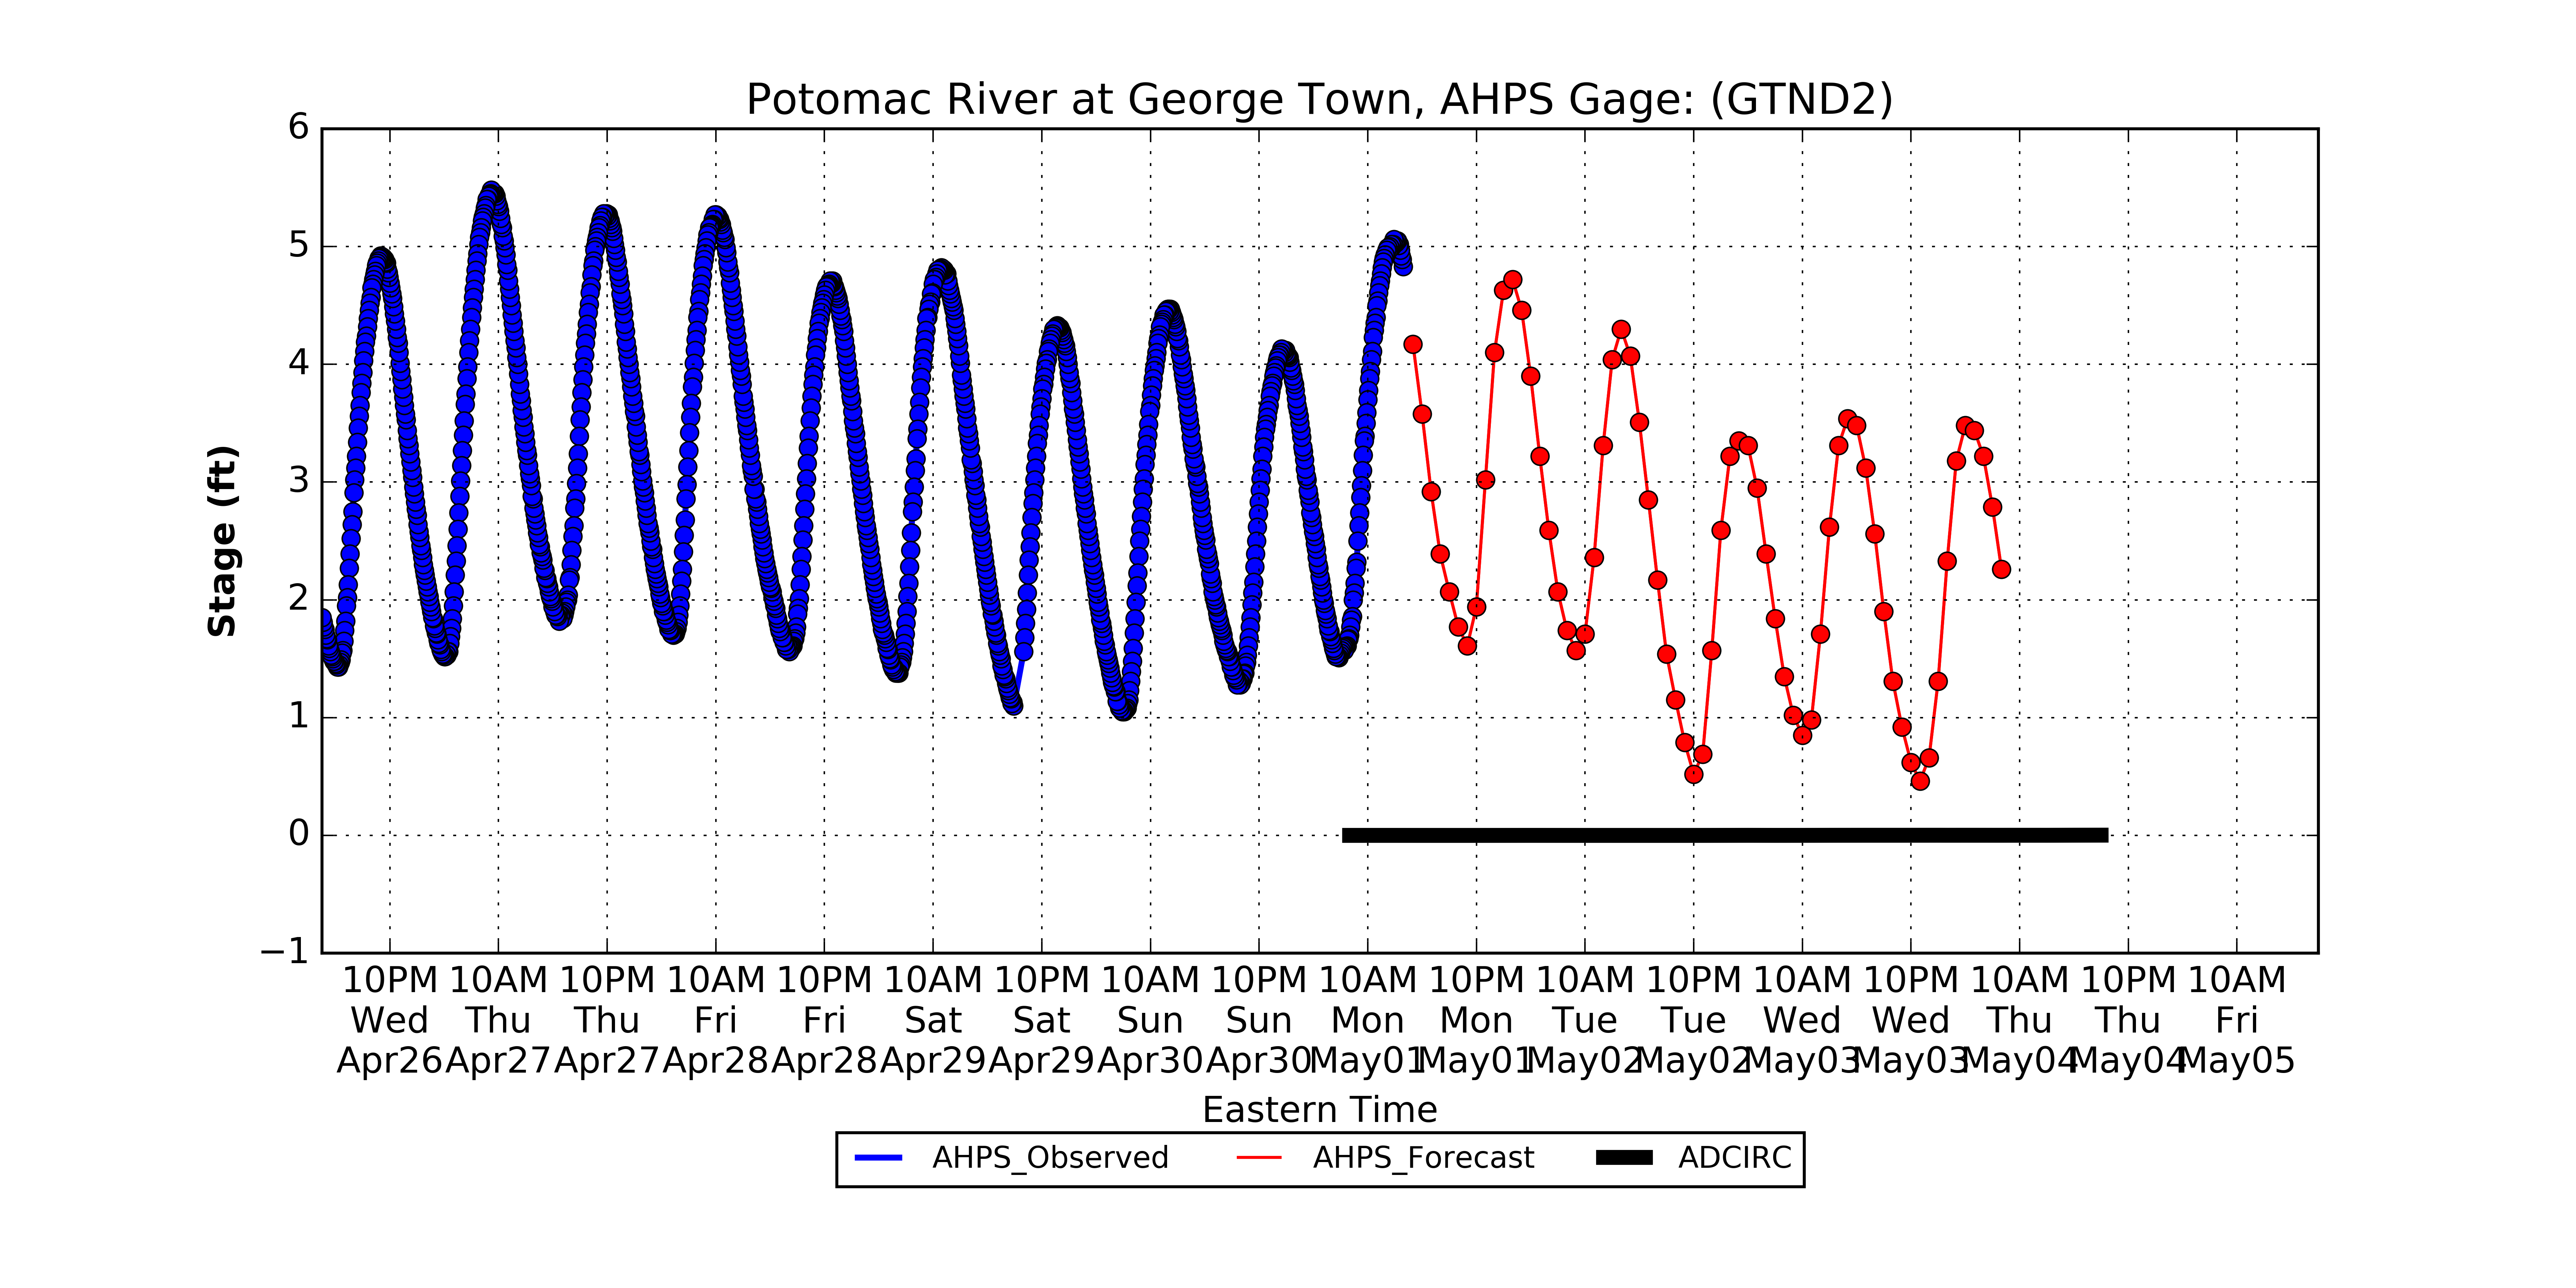 Potomac River at George Town, AHPS Gage: (GTND2)
6
5
4
3
2
1
0
−1
Stage (ft)
10PM 10AM 10PM 10AM 10PM 10AM 10PM 10AM 10PM 10AM 10PM 10AM 10PM 10AM 10PM 10AM 10PM 10AM
Wed Thu Thu Fri Fri Sat Sat Sun Sun Mon Mon Tue Tue Wed Wed Thu Thu Fri
Apr26 Apr27 Apr27 Apr28 Apr28 Apr29 Apr29 Apr30 Apr30 May01 May01 May02 May02 May03 May03 May04 May04 May05
Eastern Time
AHPS_Observed AHPS_Forecast ADCIRC